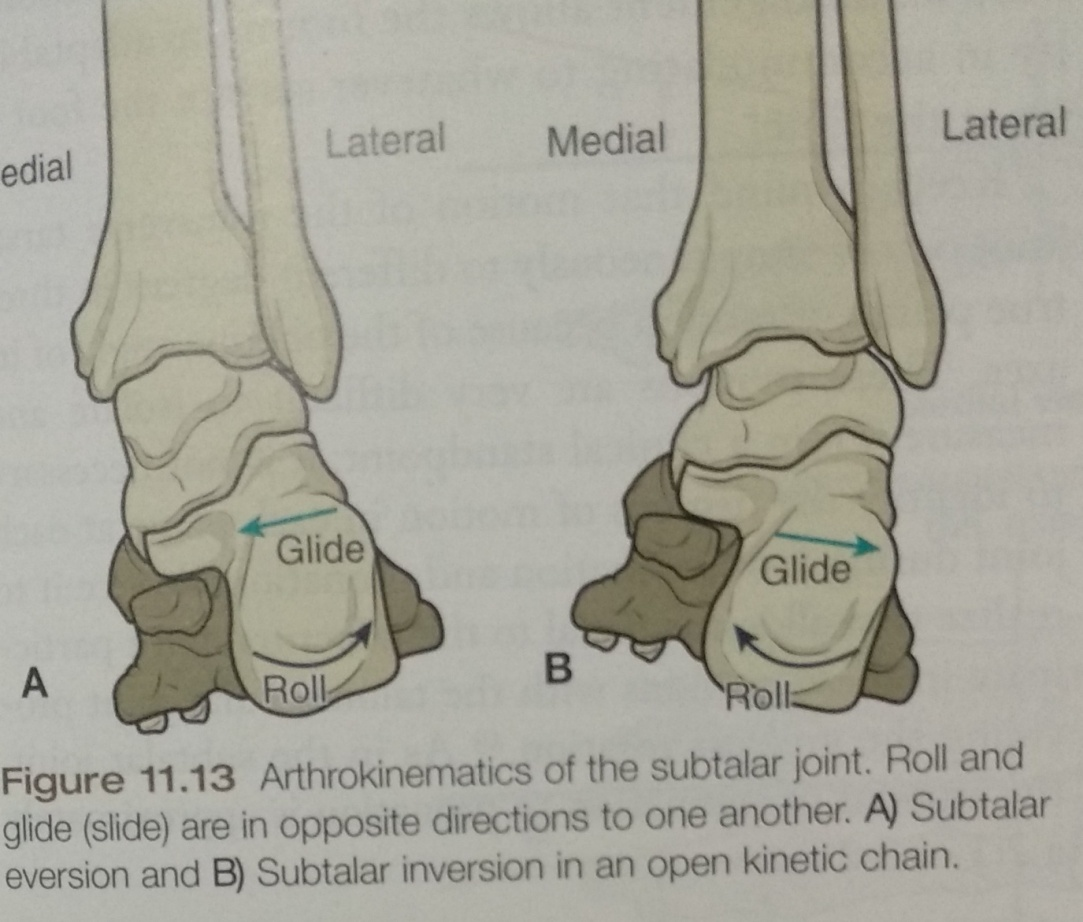 Lateral
Medial
Lateral
edial
Glide
Glide
A
B
Roll
Roll
Figure 11.13 Arthrokinematics of the subtalar joint. Roll and
glide (slide) are in opposite directions to one another. A) Subtalar
eversion and B) Subtalar inversion in an open kinetic chain.